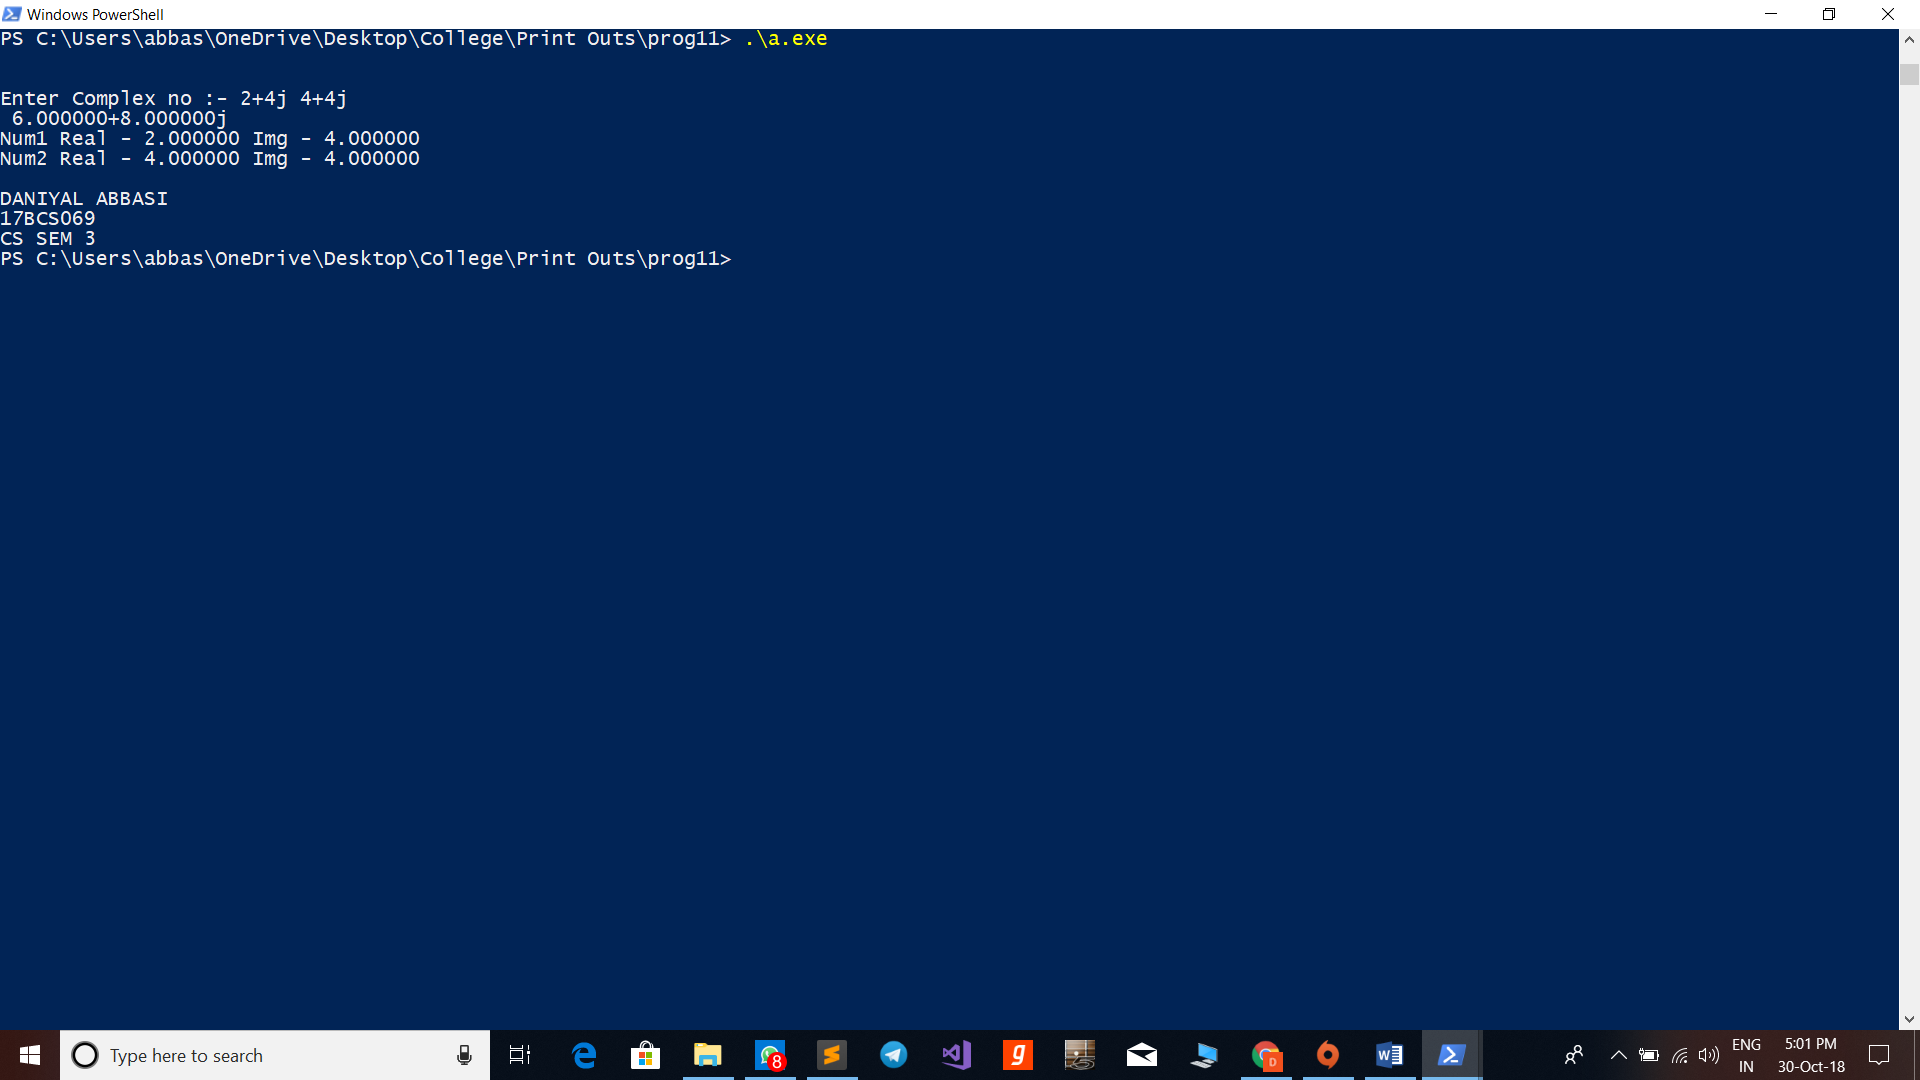 Windows PowerShell
PS C:\Users\abbas\OneDrive\Desktop\College\Print Outs\prog11> .\a.exe
Enter Complex no :- 2+4j 4+4j
 6.000000+8.000000j
Num1 Real - 2.000000 Img - 4.000000
Num2 Real - 4.000000 Img - 4.000000
DANIYAL ABBASI
17BCS069
CS SEM 3
PS C:\Users\abbas\OneDrive\Desktop\College\Print Outs\prog11>
Type here to search
8
S
g
D
W
ENG
IN
5:01 PM
30-Oct-18